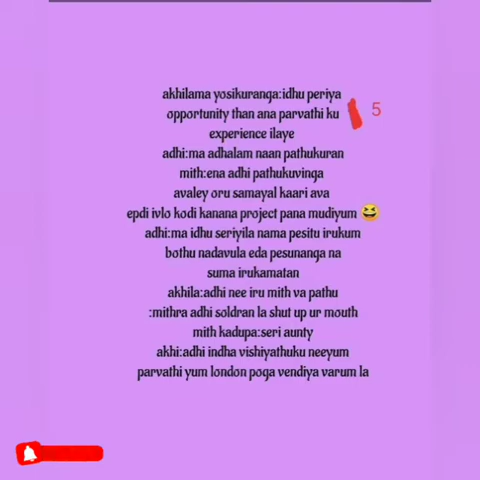 akhilama yosikuranga:idhu periya
opportunity than ana parvathi ku
experience ilaye
5
adhi:ma adhalam naan pathukuran
mith:ena adhi pathukuvinga
avaley oru samayal kaari ava
epdi ivlo kodi kanana project pana mudiyum 😆
adhi:ma idhu seriyila nama pesitu irukum
bothu nadavula eda pesunanga na
suma irukamatan
akhila:adhi nee iru mith va pathu
:mithra adhi soldran la shut up ur mouth
mith kadupa:seri aunty
akhi:adhi indha vishiyathuku neeyum
parvathi yum london poga vendiya varum la